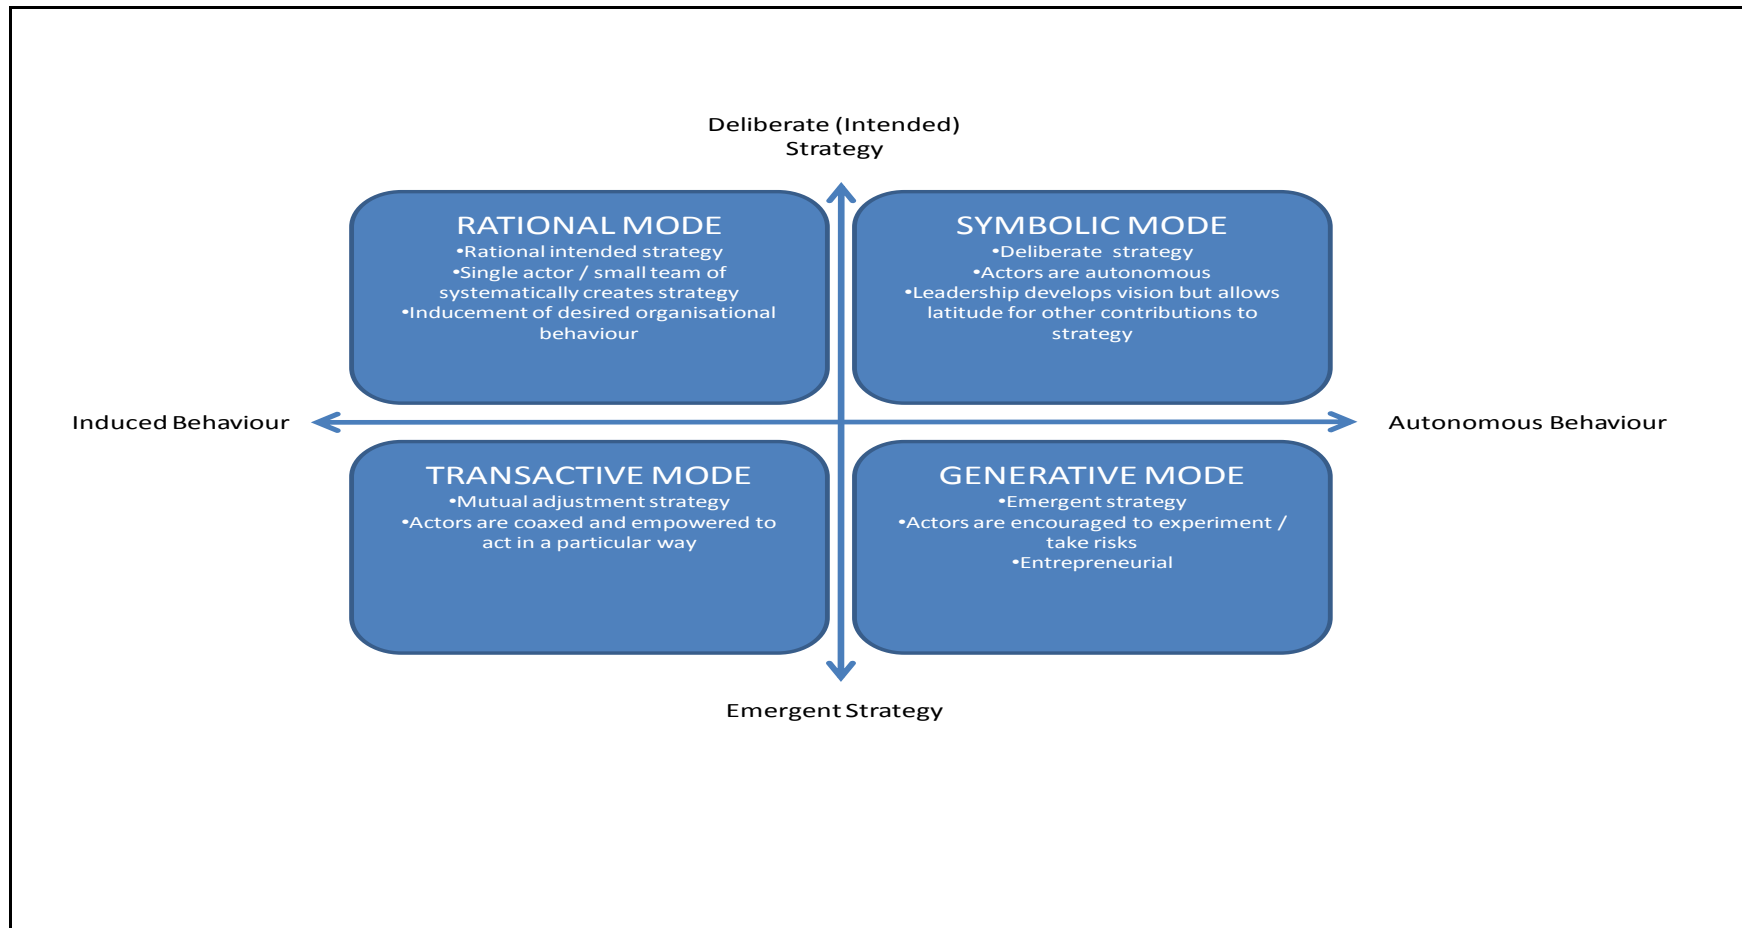 Deliberate (Intended)
Strategy
RATIONAL MODE
•Rational intended strategy
•Single actor / small team of
systematically creates strategy
•Inducement of desired organisational
behaviour
SYMBOLIC MODE
•Deliberate strategy
•Actors are autonomous
•Leadership develops vision but allows
latitude for other contributions to
strategy
Induced Behaviour
Autonomous Behaviour
TRANSACTIVE MODE
•Mutual adjustment strategy
•Actors are coaxed and empowered to
act in a particular way
GENERATIVE MODE
•Emergent strategy
•Actors are encouraged to experiment /
take risks
•Entrepreneurial
Emergent Strategy